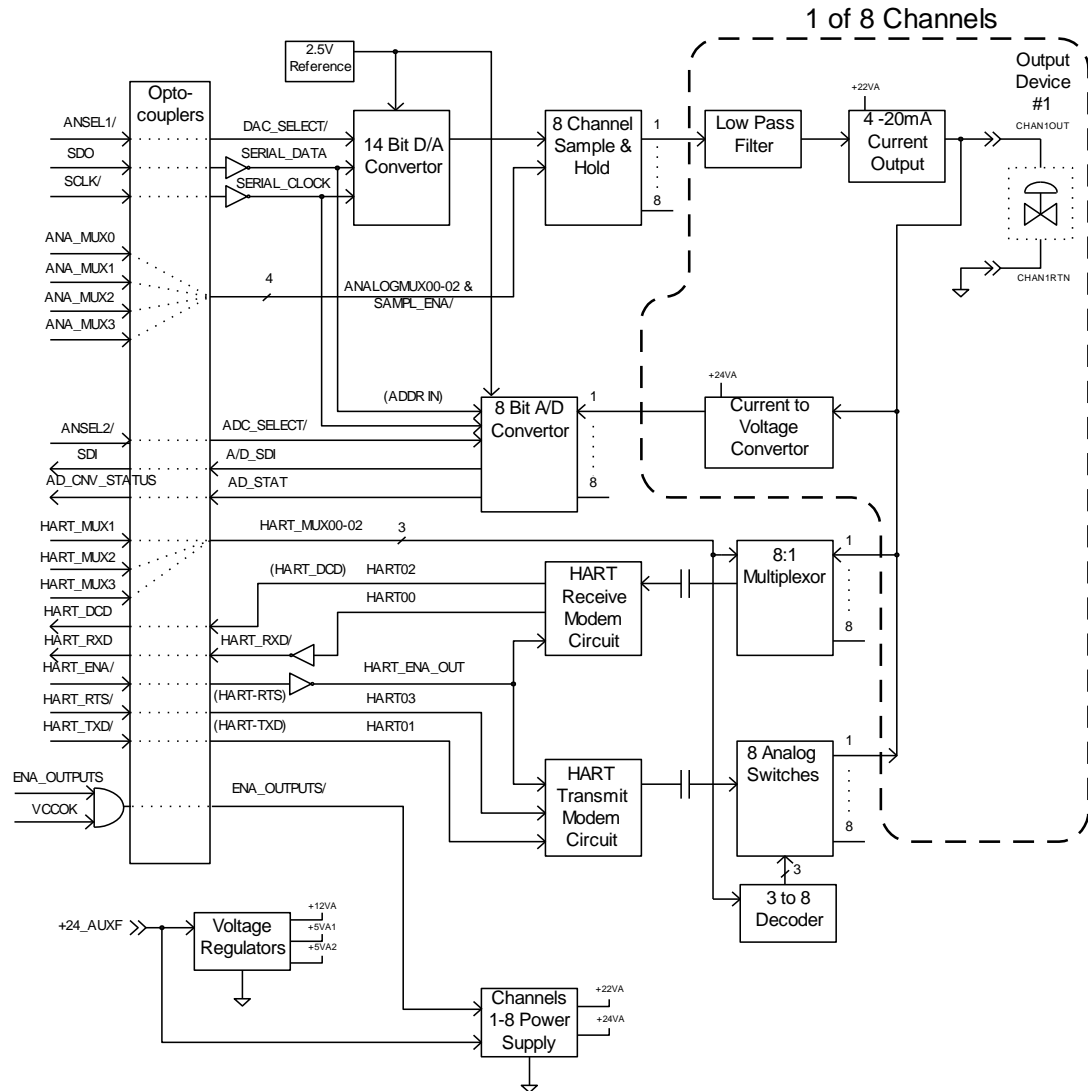 1 of 8 Channels
2.5V
Reference
Output
Device
#1
Opto-
couplers
+22VA
ANSEL1/
DAC_SELECT/
14 Bit D/A
Convertor
8 Channel
Sample &
Hold
1
8
Low Pass
Filter
4 -20mA
Current
Output
CHAN1OUT
SDO
SERIAL_DATA
SCLK/
SERIAL_CLOCK
ANA_MUX0
ANA_MUX1
ANA_MUX2
ANA_MUX3
4
ANALOGMUX00-02 &
SAMPL_ENA/
CHAN1RTN
+24VA
(ADDR IN)
8 Bit A/D
Convertor
1
8
Current to
Voltage
Convertor
ANSEL2/
ADC_SELECT/
SDI
A/D_SDI
AD_CNV_STATUS
AD_STAT
HART_MUX1
HART_MUX00-02
3
HART_MUX2
HART_MUX3
(HART_DCD)
HART02
HART
Receive
Modem
Circuit
8:1
Multiplexor
1
8
HART_DCD
HART00
HART_RXD
HART_RXD/
HART_ENA/
HART_ENA_OUT
HART_RTS/
(HART-RTS)
HART03
HART_TXD/
(HART-TXD)
HART01
HART
Transmit
Modem
Circuit
8 Analog
Switches
1
8
ENA_OUTPUTS
VCCOK
ENA_OUTPUTS/
3
3 to 8
Decoder
+24_AUXF
Voltage
Regulators
+12VA
+5VA1
+5VA2
Channels
1-8 Power
Supply
+22VA
+24VA